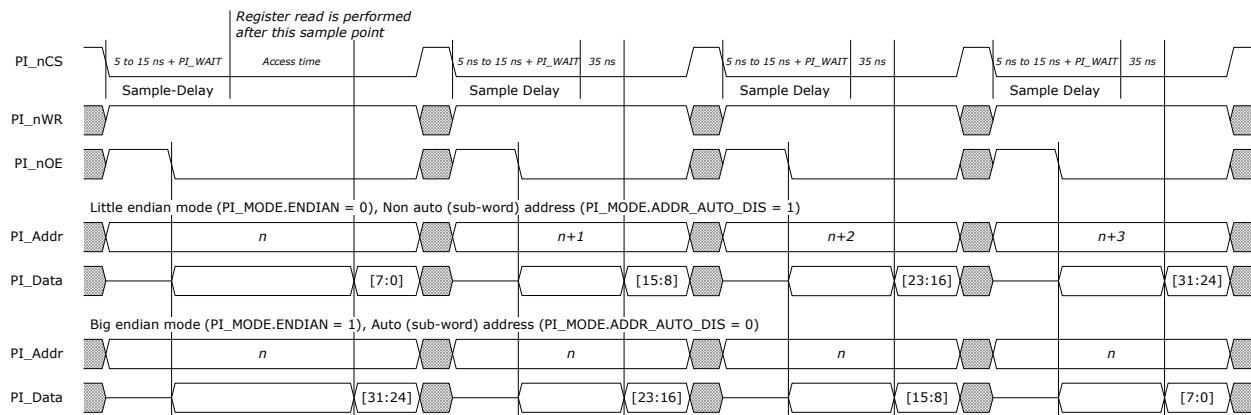 Register read is performed
after this sample point
PI_nCS
5 to 15 ns + PI_WAIT
Access time
5 ns to 15 ns + PI_WAIT
35 ns
5 ns to 15 ns + PI_WAIT
35 ns
5 ns to 15 ns + PI_WAIT
35 ns
Sample-Delay
Sample Delay
Sample Delay
Sample Delay
PI_nWR
PI_nOE
Little endian mode (PI_MODE.ENDIAN = 0), Non auto (sub-word) address (PI_MODE.ADDR_AUTO_DIS = 1)
PI_Addr
n
n+1
n+2
n+3
PI_Data
[7:0]
[15:8]
[23:16]
[31:24]
Big endian mode (PI_MODE.ENDIAN = 1), Auto (sub-word) address (PI_MODE.ADDR_AUTO_DIS = 0)
PI_Addr
n
n
n
n
PI_Data
[31:24]
[23:16]
[15:8]
[7:0]